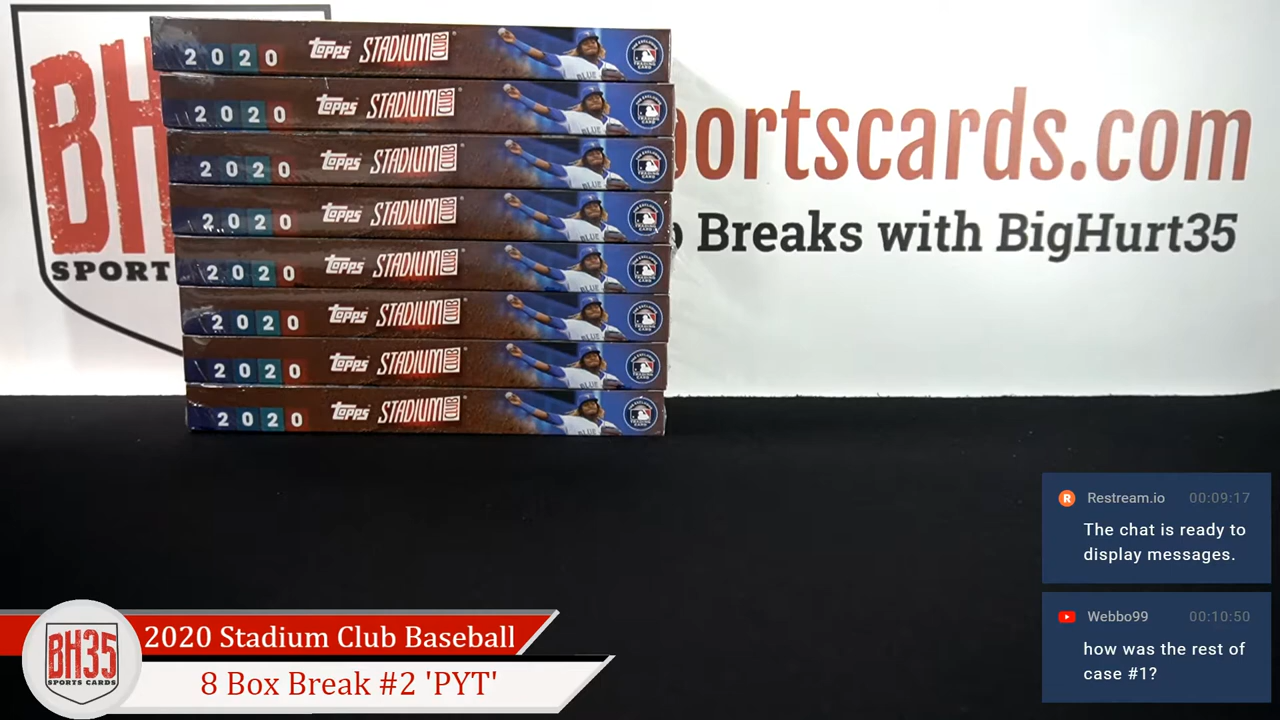 2020 Topps STADIUM CLUB
2020 Topps STADIUM CLUB
2020 Topps STADIUM CLUB
2020 Topps STADIUM CLUB
2020 Topps STADIUM CLUB
2020 Topps STADIUM CLUB
2020 Topps STADIUM CLUB
2020 Topps STADIUM CLUB
BH
SPORT
portscards.com
Breaks with BigHurt35
Restream.io 00:09:17
The chat is ready to
display messages.
Webbo99 00:10:50
how was the rest of
case #1?
BH35
SPORTS CARDS
2020 Stadium Club Baseball
8 Box Break #2 'PYT'